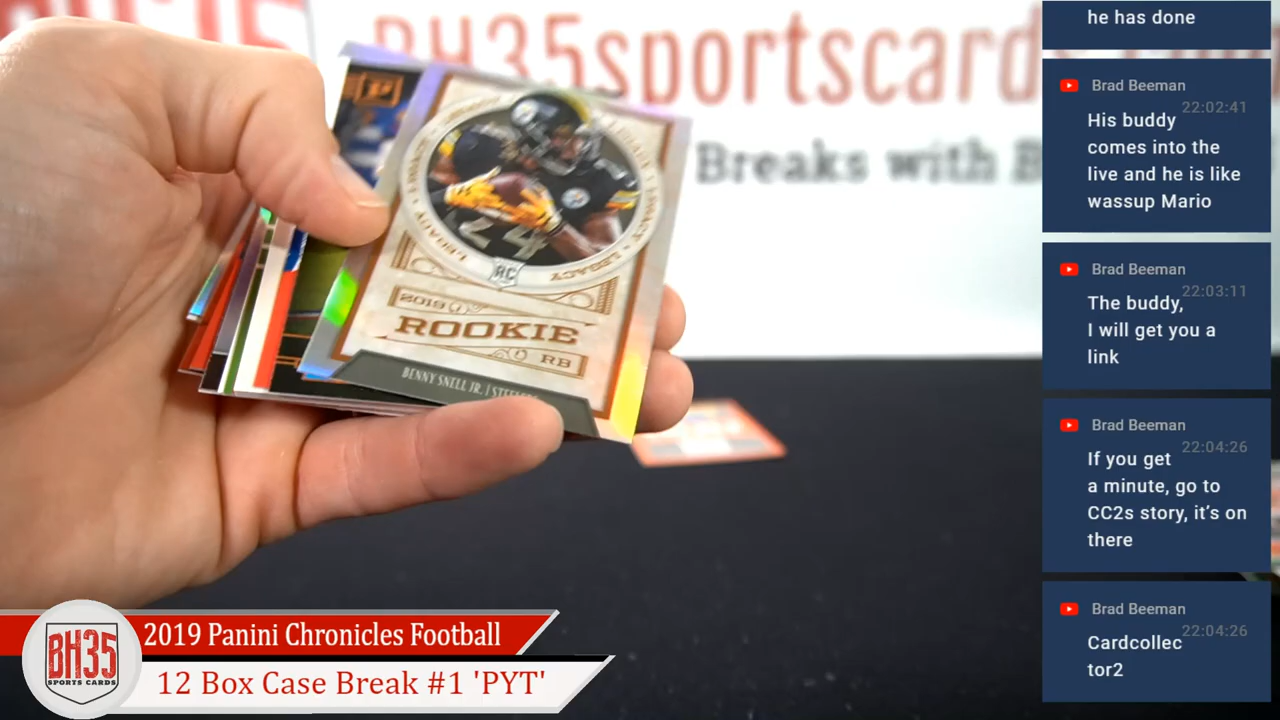 BH35sportscards
Breaks with B
LEGACY
LEGACY
RC
2019
ROOKIE
RB
BENNY SNELL JR. | STEELERS
24
BH35
SPORTS CARDS
2019 Panini Chronicles Football
12 Box Case Break #1 'PYT'
he has done
Brad Beeman
22:02:41
His buddy
comes into the
live and he is like
wassup Mario
Brad Beeman
22:03:11
The buddy,
I will get you a
link
Brad Beeman
22:04:26
If you get
a minute, go to
CC2s story, it's on
there
Brad Beeman
22:04:26
Cardcollec
tor2